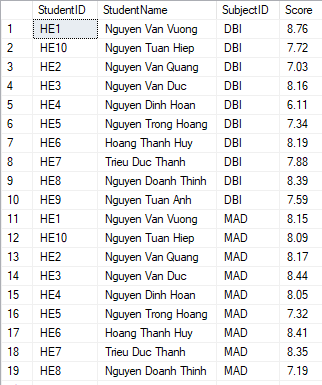 StudentID StudentName SubjectID Score
1 HE1 Nguyen Van Vuong DBI 8.76
2 HE10 Nguyen Tuan Hiep DBI 7.72
3 HE2 Nguyen Van Quang DBI 7.03
4 HE3 Nguyen Van Duc DBI 8.16
5 HE4 Nguyen Dinh Hoan DBI 6.11
6 HE5 Nguyen Trong Hoang DBI 7.34
7 HE6 Hoang Thanh Huy DBI 8.19
8 HE7 Trieu Duc Thanh DBI 7.88
9 HE8 Nguyen Doanh Thinh DBI 8.39
10 HE9 Nguyen Tuan Anh DBI 7.59
11 HE1 Nguyen Van Vuong MAD 8.15
12 HE10 Nguyen Tuan Hiep MAD 8.09
13 HE2 Nguyen Van Quang MAD 8.17
14 HE3 Nguyen Van Duc MAD 8.44
15 HE4 Nguyen Dinh Hoan MAD 8.05
16 HE5 Nguyen Trong Hoang MAD 7.32
17 HE6 Hoang Thanh Huy MAD 8.41
18 HE7 Trieu Duc Thanh MAD 8.35
19 HE8 Nguyen Doanh Thinh MAD 7.19